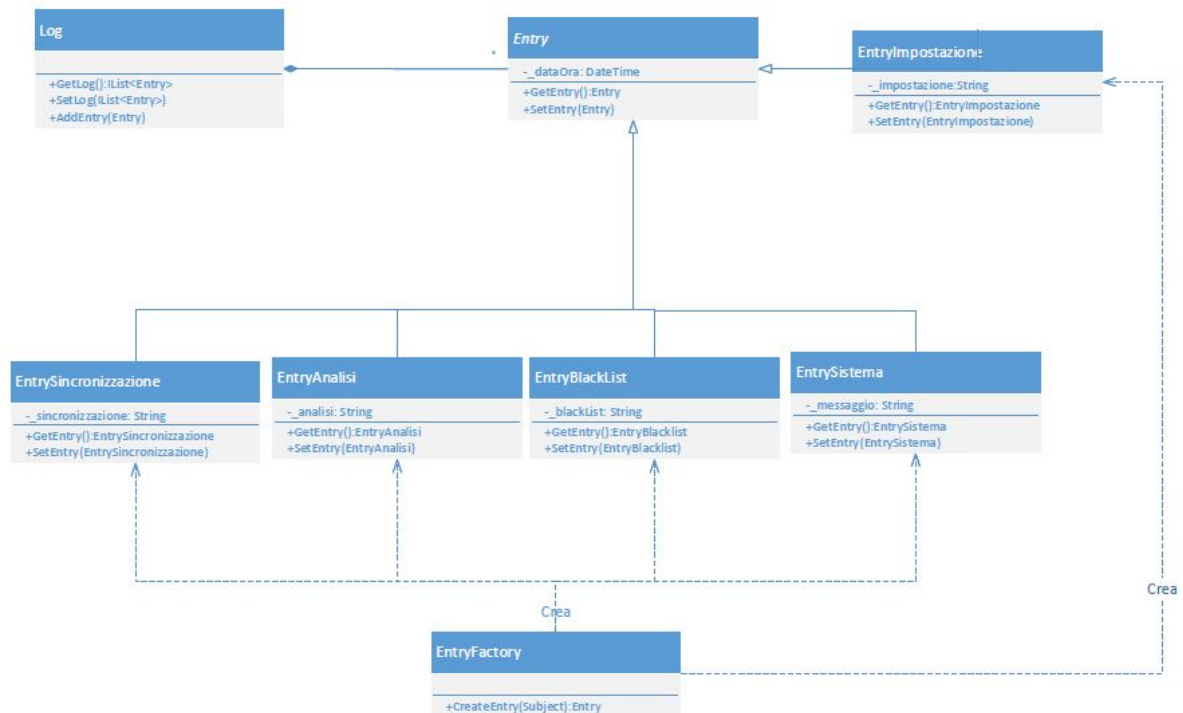 Log
+GetLog():IList<Entry>
+SetLog(IList<Entry>)
+AddEntry(Entry)
*
Entry
-_dataOra: DateTime
+GetEntry():Entry
+SetEntry(Entry)
EntryImpostazione
-_impostazione:String
+GetEntry():EntryImpostazione
+SetEntry(EntryImpostazione)
EntrySincronizzazione
-_sincronizzazione: String
+GetEntry():EntrySincronizzazione
+SetEntry(EntrySincronizzazione)
EntryAnalisi
-_analisi: String
+GetEntry():EntryAnalisi
+SetEntry(EntryAnalisi)
EntryBlackList
-_blackList: String
+GetEntry():EntryBlacklist
+SetEntry(EntryBlacklist)
EntrySistema
-_messaggio: String
+GetEntry():EntrySistema
+SetEntry(EntrySistema)
Crea
Crea
EntryFactory
+CreateEntry(Subject):Entry